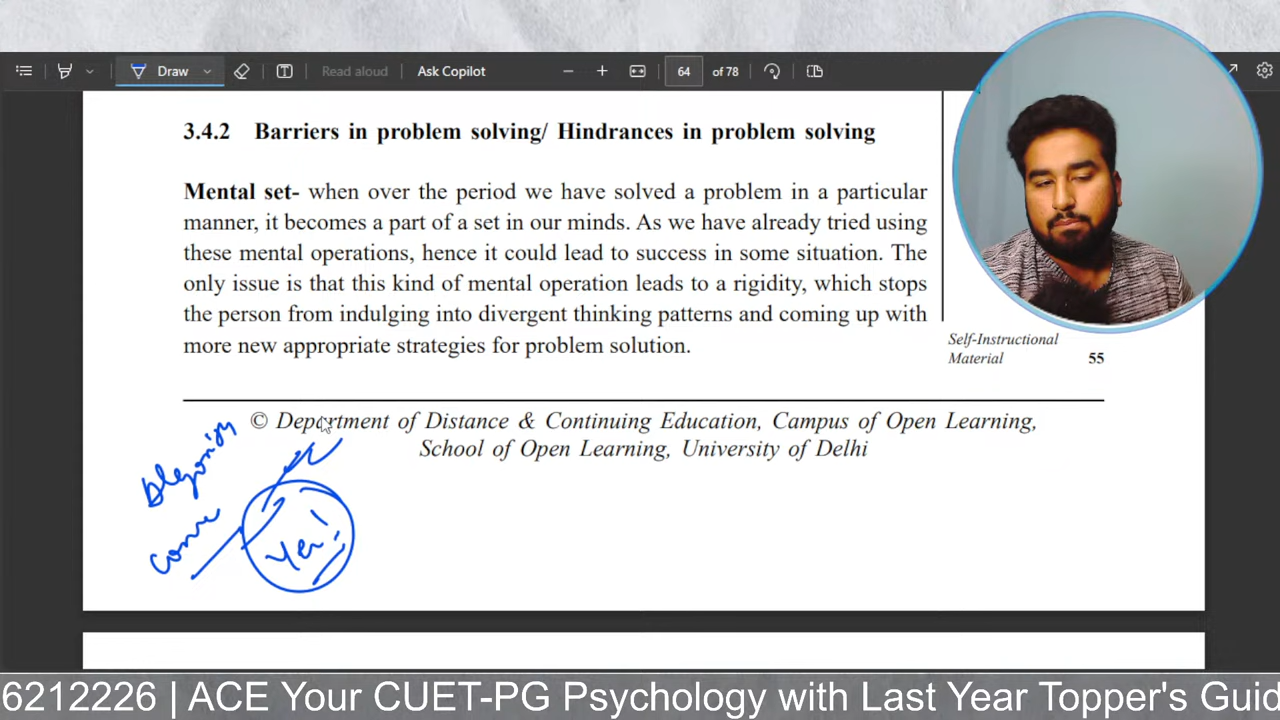 Draw
Read aloud
Ask Copilot
64
of 78
3.4.2 Barriers in problem solving/ Hindrances in problem solving
Mental set- when over the period we have solved a problem in a particular
manner, it becomes a part of a set in our minds. As we have already tried using
these mental operations, hence it could lead to success in some situation. The
only issue is that this kind of mental operation leads to a rigidity, which stops
the person from indulging into divergent thinking patterns and coming up with
more new appropriate strategies for problem solution.
Self-Instructional
Material 55
© Department of Distance & Continuing Education, Campus of Open Learning,
School of Open Learning, University of Delhi
6212226 | ACE Your CUET-PG Psychology with Last Year Topper's Guid